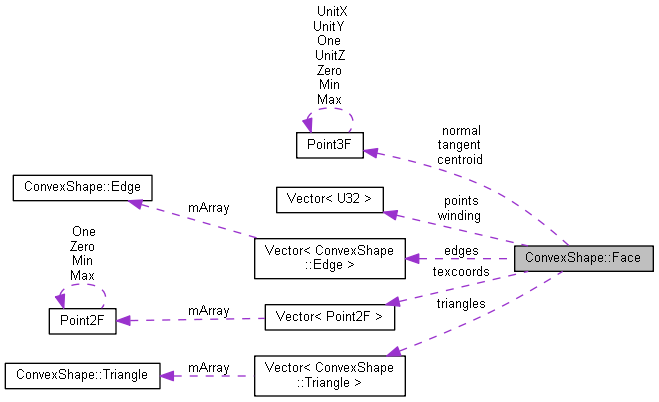 UnitX
UnitY
One
UnitZ
Zero
Min
Max
Point3F
normal
tangent
centroid
ConvexShape::Edge
mArray
Vector< U32 >
points
winding
Vector< ConvexShape
::Edge >
edges
ConvexShape::Face
One
Zero
Min
Max
Point2F
mArray
Vector< Point2F >
texcoords
triangles
ConvexShape::Triangle
mArray
Vector< ConvexShape
::Triangle >